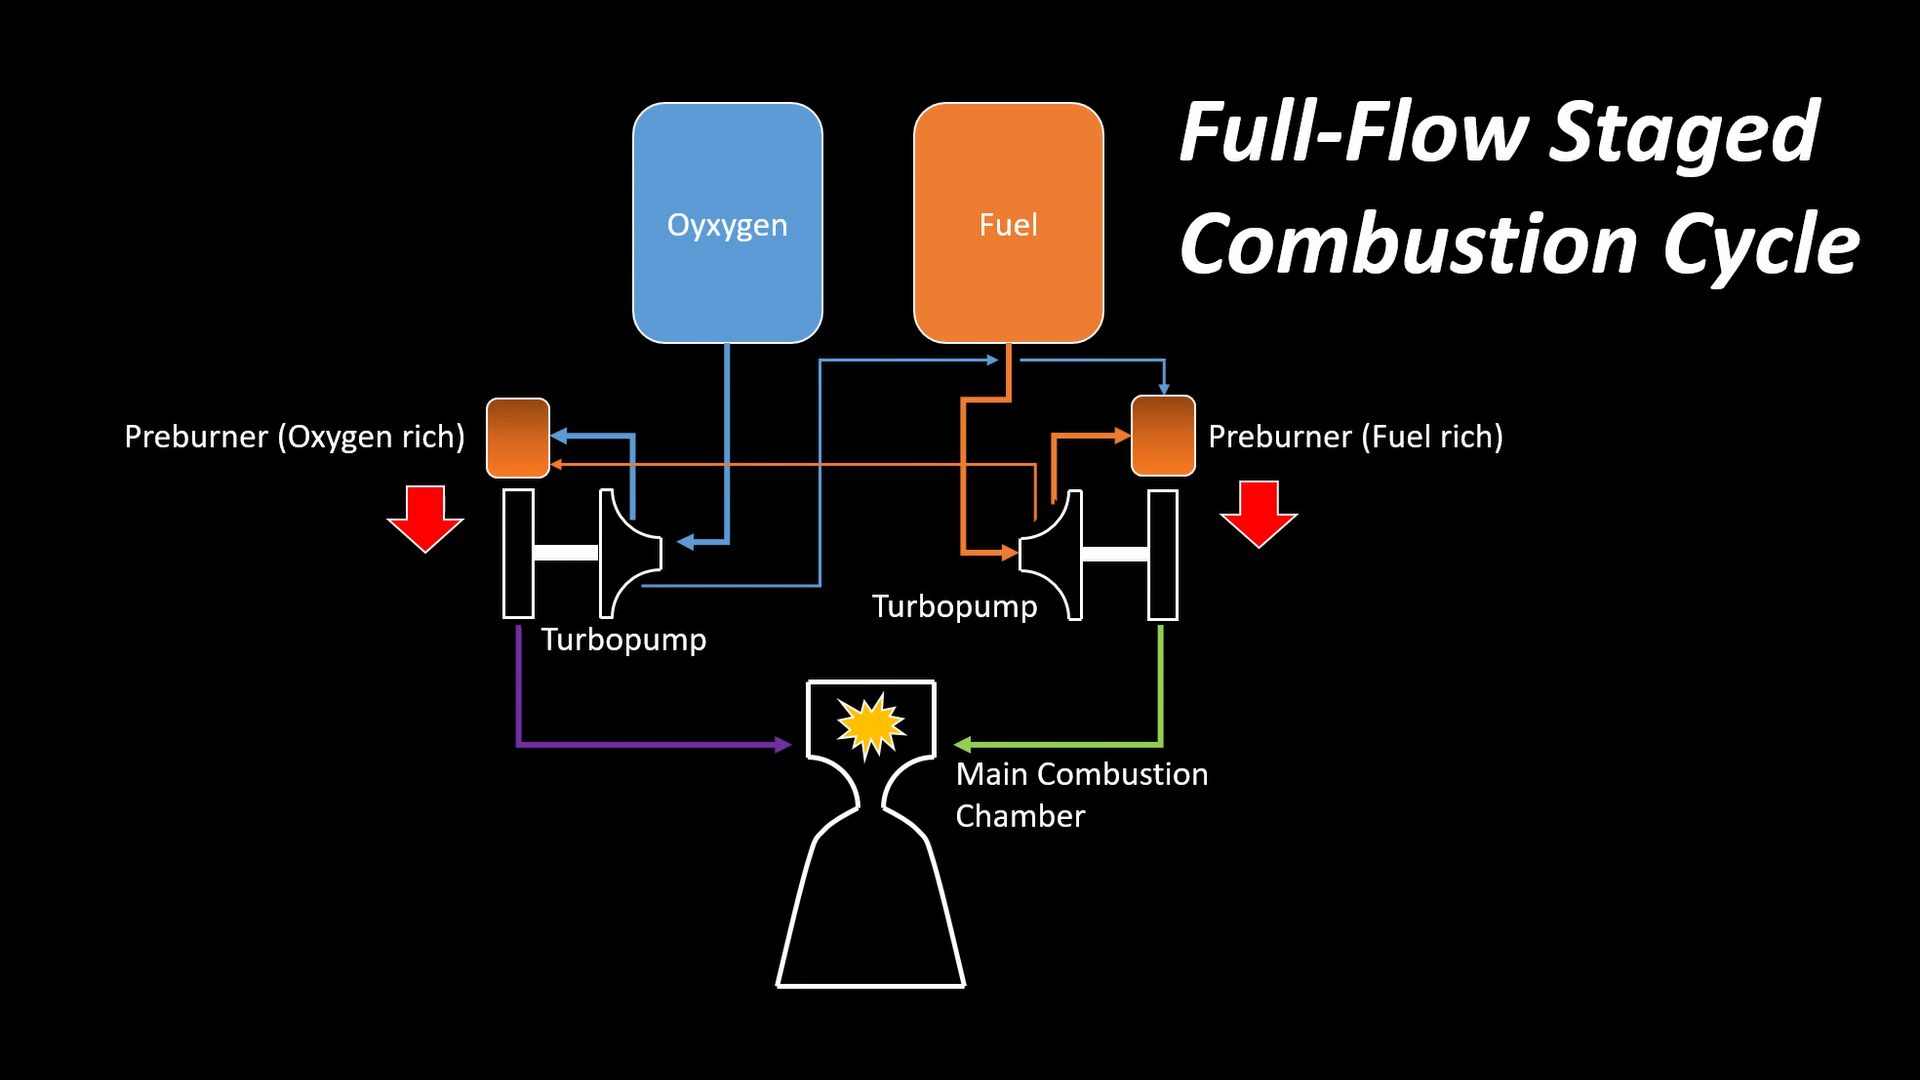 Full-Flow Staged
Combustion Cycle
Oyxygen
Fuel
Preburner (Oxygen rich)
Preburner (Fuel rich)
Turbopump
Turbopump
Main Combustion
Chamber